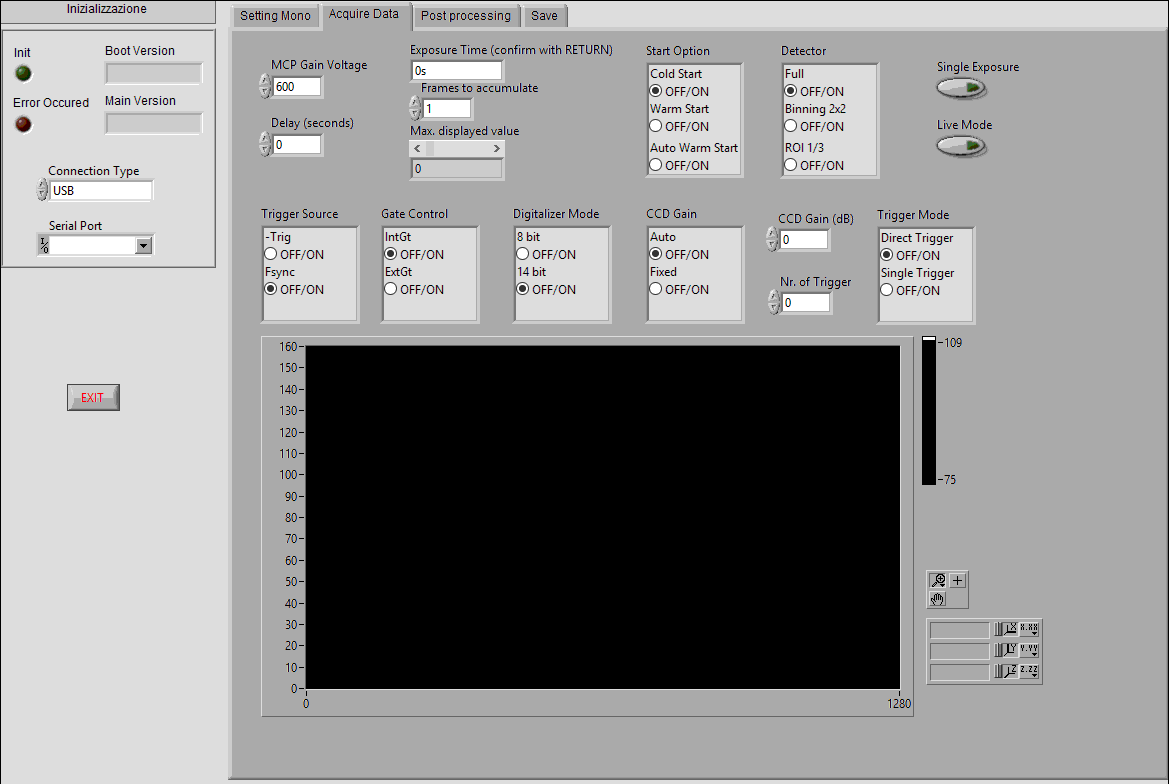 Inizializzazione
Init
Boot Version
Error Occured
Main Version
Connection Type
USB
Serial Port
EXIT
Setting Mono
Acquire Data
Post processing
Save
MCP Gain Voltage
600
Delay (seconds)
0
Exposure Time (confirm with RETURN)
0s
Frames to accumulate
1
Max. displayed value
0
Start Option
Cold Start
OFF/ON
Warm Start
OFF/ON
Auto Warm Start
OFF/ON
Detector
Full
OFF/ON
Binning 2x2
OFF/ON
ROI 1/3
OFF/ON
Single Exposure
Live Mode
Trigger Source
-Trig
OFF/ON
Fsync
OFF/ON
Gate Control
IntGt
OFF/ON
ExtGt
OFF/ON
Digitalizer Mode
8 bit
OFF/ON
14 bit
OFF/ON
CCD Gain
Auto
OFF/ON
Fixed
OFF/ON
CCD Gain (dB)
0
Nr. of Trigger
0
Trigger Mode
Direct Trigger
OFF/ON
Single Trigger
OFF/ON
160
150
140
130
120
110
100
90
80
70
60
50
40
30
20
10
0
0
1280
109
75
X X.XX
Y Y.YY
Z Z.ZZ